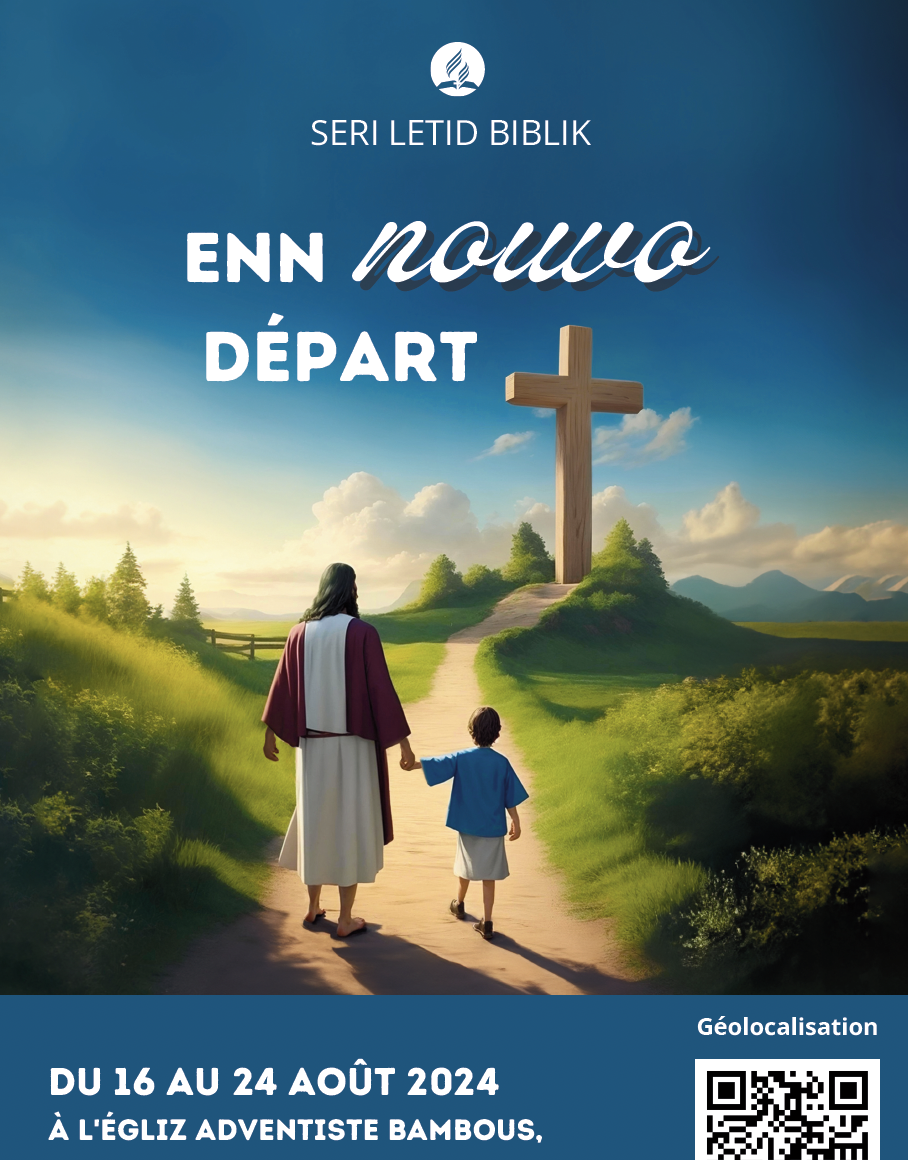 SERI LETID BIBLIK
ENN nouvo
DÉPART
Géolocalisation
DU 16 AU 24 AOÛT 2024
À L'ÉGLIZ ADVENTISTE BAMBOUS,